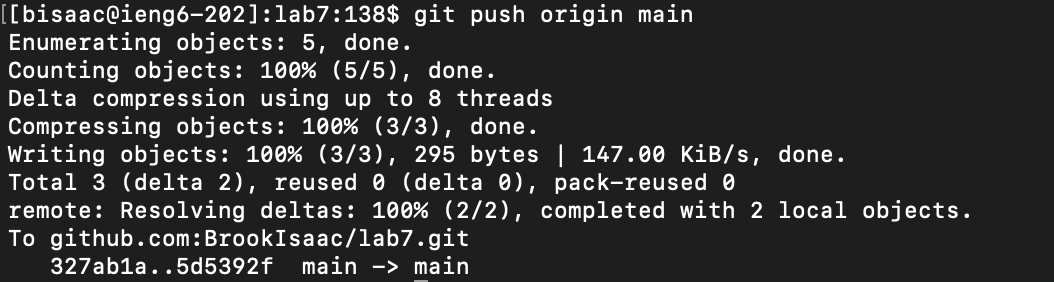 [[bisaac@ieng6-202]:lab7:138$ git push origin main
Enumerating objects: 5, done.
Counting objects: 100% (5/5), done.
Delta compression using up to 8 threads
Compressing objects: 100% (3/3), done.
Writing objects: 100% (3/3), 295 bytes | 147.00 KiB/s, done.
Total 3 (delta 2), reused 0 (delta 0), pack-reused 0
remote: Resolving deltas: 100% (2/2), completed with 2 local objects.
To github.com:BrookIsaac/lab7.git
   327ab1a..5d5392f  main -> main